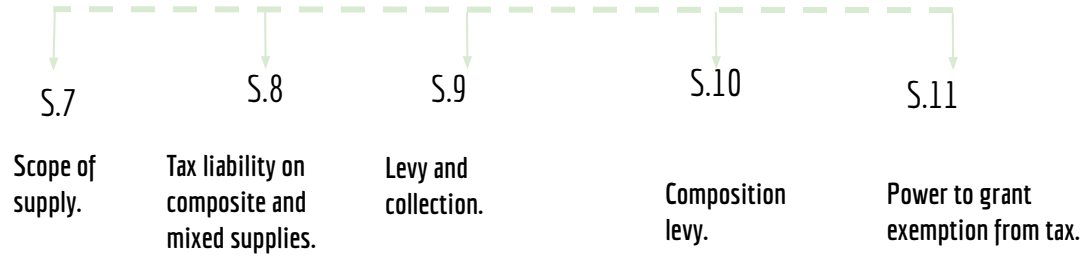 S.7
S.8
S.9
S.10
S.11
Scope of
supply.
Tax liability on
composite and
mixed supplies.
Levy and
collection.
Composition
levy.
Power to grant
exemption from tax.